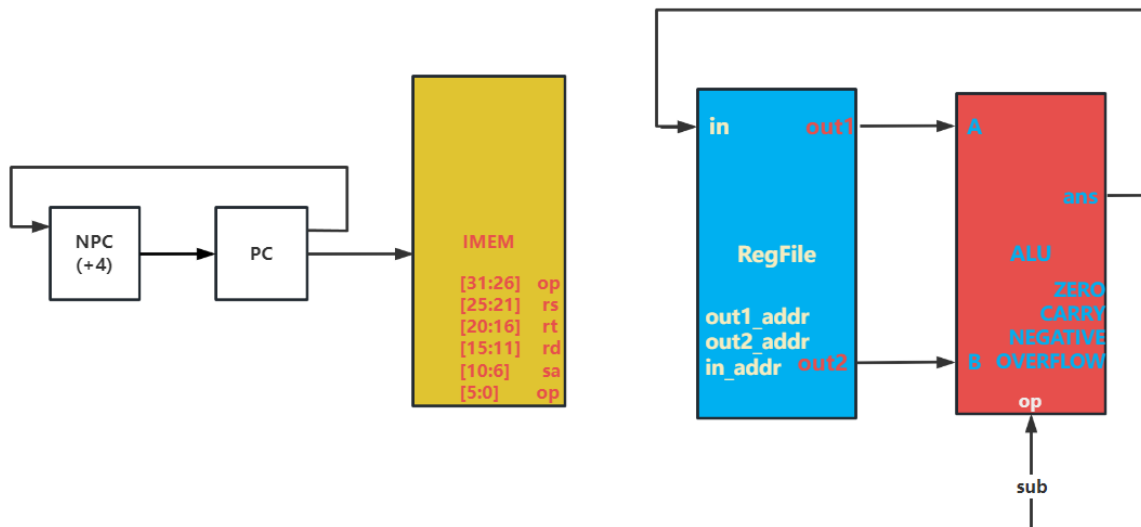 NPC
(+4)
PC
IMEM
[31:26] op
[25:21] rs
[20:16] rt
[15:11] rd
[10:6] sa
[5:0] op
in out1
RegFile
out1_addr
out2_addr
in_addr out2
A
ans
ALU
ZERO
CARRY
NEGATIVE
B OVERFLOW
op
sub